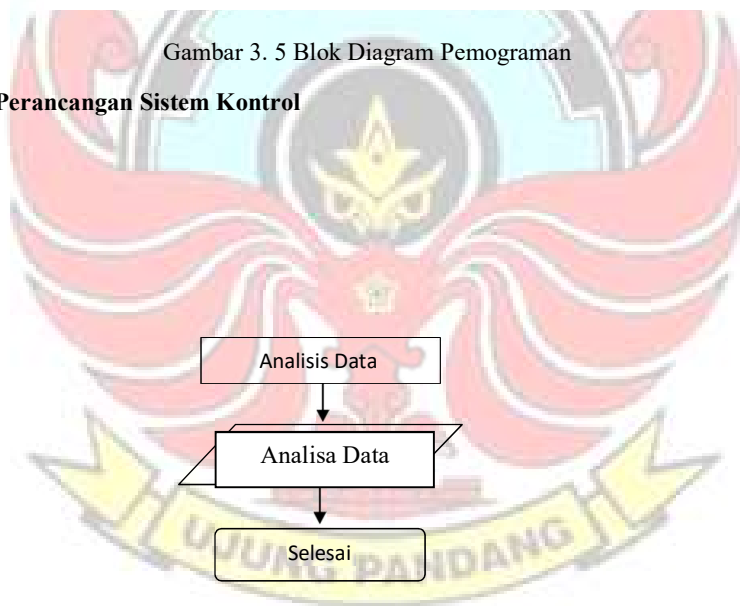 Gambar 3. 5 Blok Diagram Pemograman
Perancangan Sistem Kontrol
Analisis Data
Analisa Data
Selesai
UJUNG PANDANG